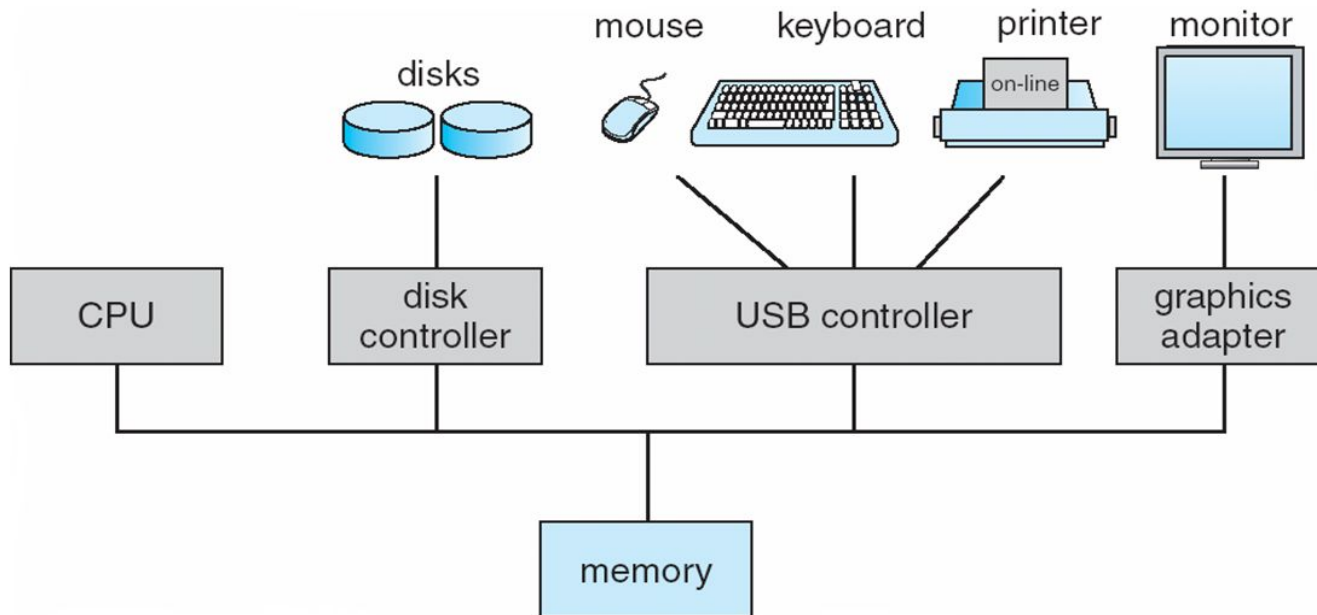 mouse
keyboard
printer
monitor
disks
on-line
CPU
disk
controller
USB controller
graphics
adapter
memory